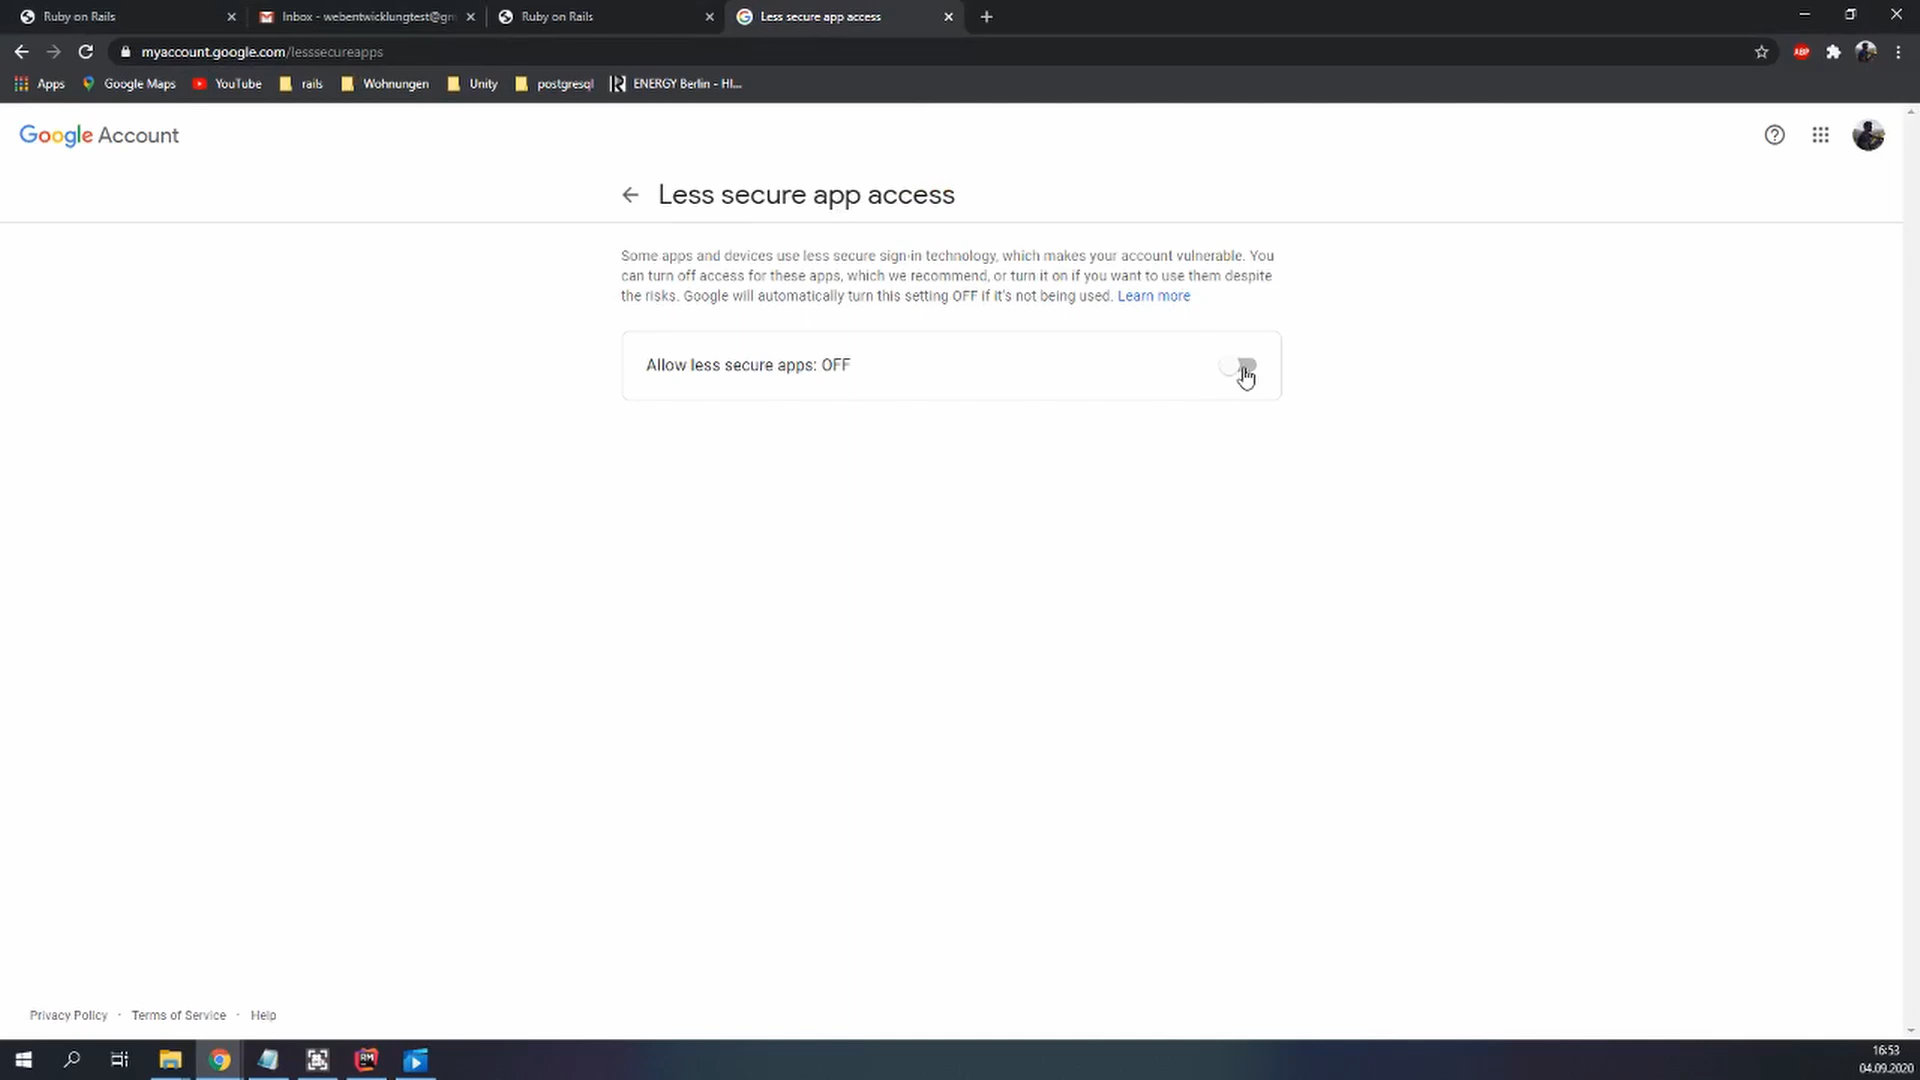 Ruby on Rails
Inbox - webentwicklungtest@gm
Ruby on Rails
Less secure app access
myaccount.google.com/lesssecureapps
ABP
Apps
Google Maps
YouTube
rails
Wohnungen
Unity
postgresql
ENERGY Berlin - HI...
Google Account
Less secure app access
Some apps and devices use less secure sign-in technology, which makes your account vulnerable. You
can turn off access for these apps, which we recommend, or turn it on if you want to use them despite
the risks. Google will automatically turn this setting OFF if it's not being used. Learn more
Allow less secure apps: OFF
Privacy Policy · Terms of Service · Help
RM
16:53
04.09.2020